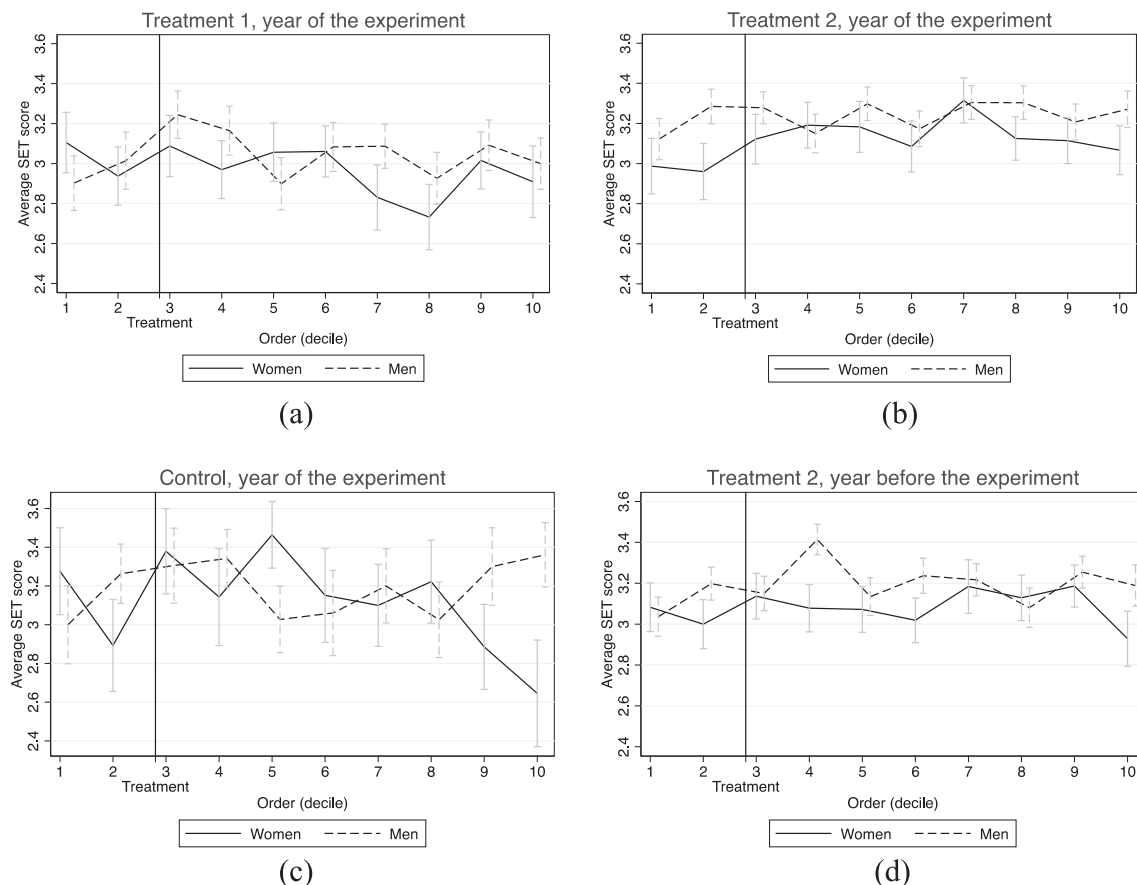 Treatment 1, year of the experiment
Average SET score
3.6
3.4
3.2
3
2.8
2.6
2.4
1 2 3 4 5 6 7 8 9 10
Treatment
Order (decile)
Women Men
(a)
Treatment 2, year of the experiment
Average SET score
3.6
3.4
3.2
3
2.8
2.6
2.4
1 2 3 4 5 6 7 8 9 10
Treatment
Order (decile)
Women Men
(b)
Control, year of the experiment
Average SET score
3.6
3.4
3.2
3
2.8
2.6
2.4
1 2 3 4 5 6 7 8 9 10
Treatment
Order (decile)
Women Men
(c)
Treatment 2, year before the experiment
Average SET score
3.6
3.4
3.2
3
2.8
2.6
2.4
1 2 3 4 5 6 7 8 9 10
Treatment
Order (decile)
Women Men
(d)